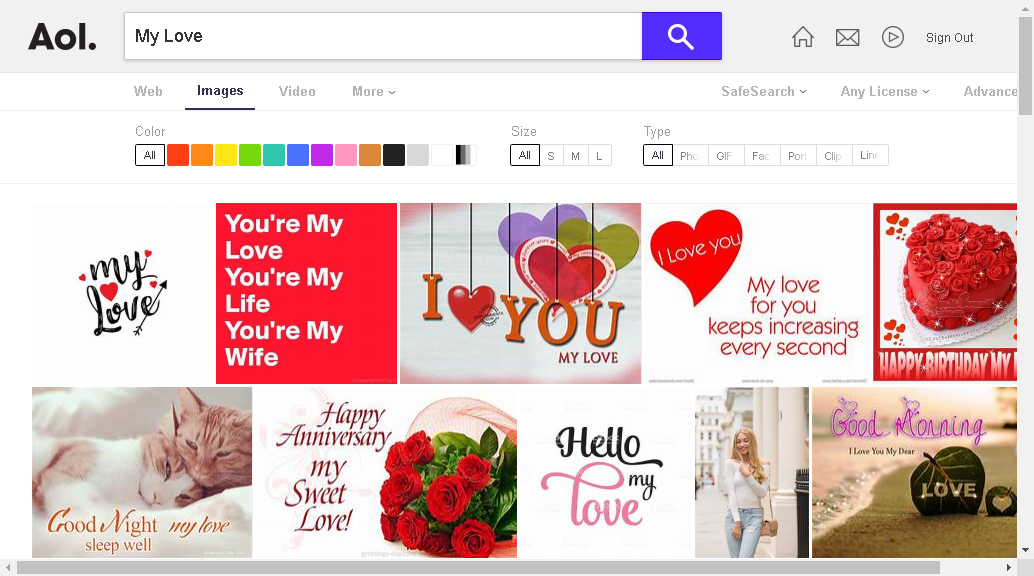 Aol.
My Love
Sign Out
Web
Images
Video
More
SafeSearch
Any License
Advance
Color
Size
Type
All
All
S
M
L
All
Pho
GIF
Fac
Por
Clip
Line
my
Love
You're My
Love
You're My
Life
You're My
Wife
I YOU
MY LOVE
I Love you
My love
for you
keeps increasing
every second
HAPPY BIRTHDAY MY
Good Night my love
sleep well
Happy
Anniversary
my
Sweet
Love!
Hello
my
love
Good Morning
I Love You My Dear
LOVE